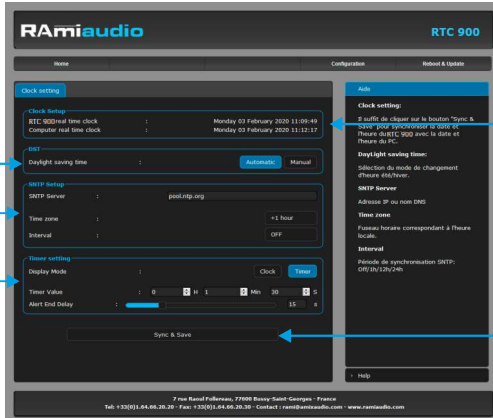 RAmiaudio
RTC 900
Home
Configuration
Reboot & Update
Clock setting
Clock Setup
RTC 900real time clock : Monday 03 February 2020 11:09:49
Computer real time clock : Monday 03 February 2020 11:12:17
DST
Daylight saving time : Automatic Manual
SNTP Setup
SNTP Server : pool.ntp.org
Time zone : +1 hour
Interval : OFF
Timer setting
Display Mode : Clock Timer
Timer Value : 0 H 1 Min 30 S
Alert End Delay : 15 s
Sync & Save
Aide
Clock setting:
Il suffit de cliquer sur le bouton "Sync &
Save" pour synchroniser la date et
l'heure du RTC 900 avec la date et
l'heure du PC.
DayLight saving time:
Sélection du mode de changement
d'heure été/hiver.
SNTP Server
Adresse IP ou nom DNS
Time zone
Fuseau horaire correspondant à l'heure
locale.
Interval
Période de synchronisation SNTP:
Off/1h/12h/24h
› Help
7 rue Raoul Follereau, 77600 Bussy-Saint-Georges - France
Tel: +33(0)1.64.66.20.20 - Fax: +33(0)1.64.66.20.30 - Contact : rami@ramiaudio.com - www.ramiaudio.com